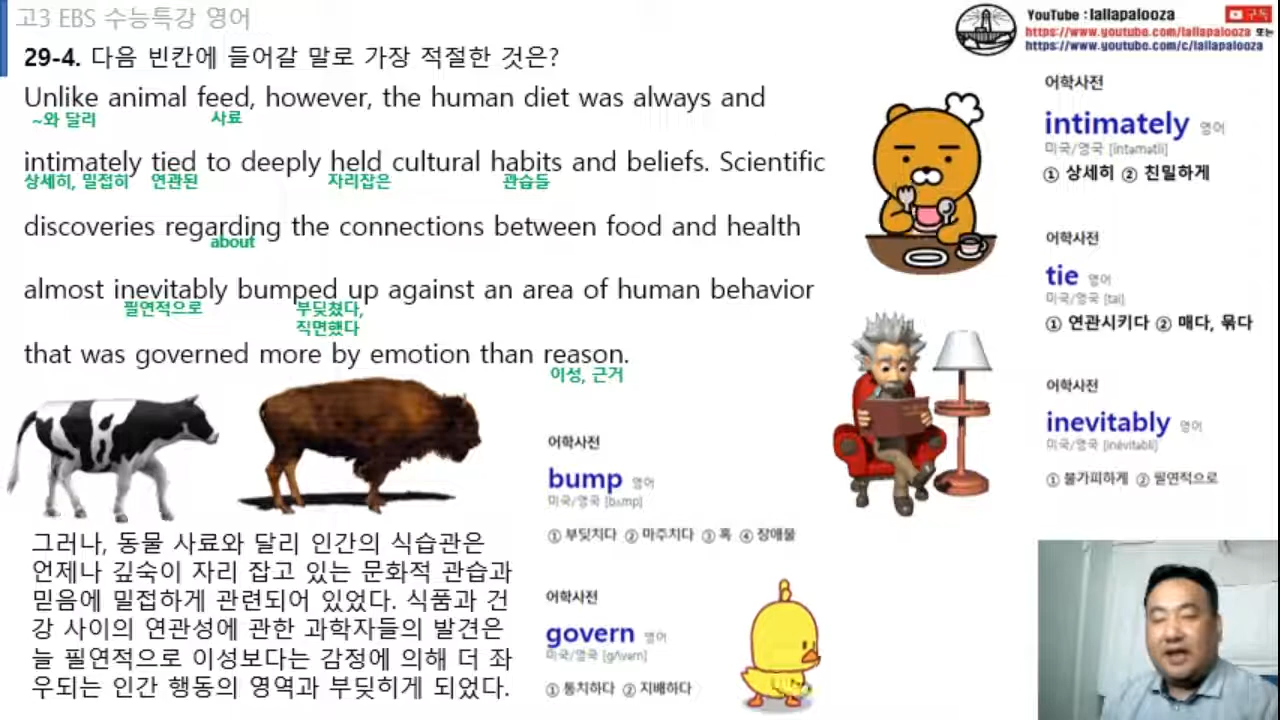 고3 EBS 수능특강 영어
29-4. 다음 빈칸에 들어갈 말로 가장 적절한 것은?
Unlike animal feed, however, the human diet was always and
~와 달리 사료
intimately tied to deeply held cultural habits and beliefs. Scientific
상세히, 밀접히 연관된 자리잡은 관습들
discoveries regarding the connections between food and health
about
almost inevitably bumped up against an area of human behavior
필연적으로 부딪쳤다,
직면했다
that was governed more by emotion than reason.
이성, 근거
그러나, 동물 사료와 달리 인간의 식습관은
언제나 깊숙이 자리 잡고 있는 문화적 관습과
믿음에 밀접하게 관련되어 있었다. 식품과 건
강 사이의 연관성에 관한 과학자들의 발견은
늘 필연적으로 이성보다는 감정에 의해 더 좌
우되는 인간 행동의 영역과 부딪히게 되었다.
어학사전
bump 영어
미국/영국 [bʌmp]
① 부딪치다 ② 마주치다 ③ 혹 ④ 장애물
어학사전
govern 영어
미국/영국 [gʌvərn]
① 통치하다 ② 지배하다
YouTube : lallapalooza
구독
https://www.youtube.com/lallapalooza 또는
https://www.youtube.com/c/lallapalooza
어학사전
intimately 영어
미국/영국 [íntəmətli]
① 상세히 ② 친밀하게
어학사전
tie 영어
미국/영국 [tai]
① 연관시키다 ② 매다, 묶다
어학사전
inevitably 영어
미국/영국 [inévitəbli]
① 불가피하게 ② 필연적으로